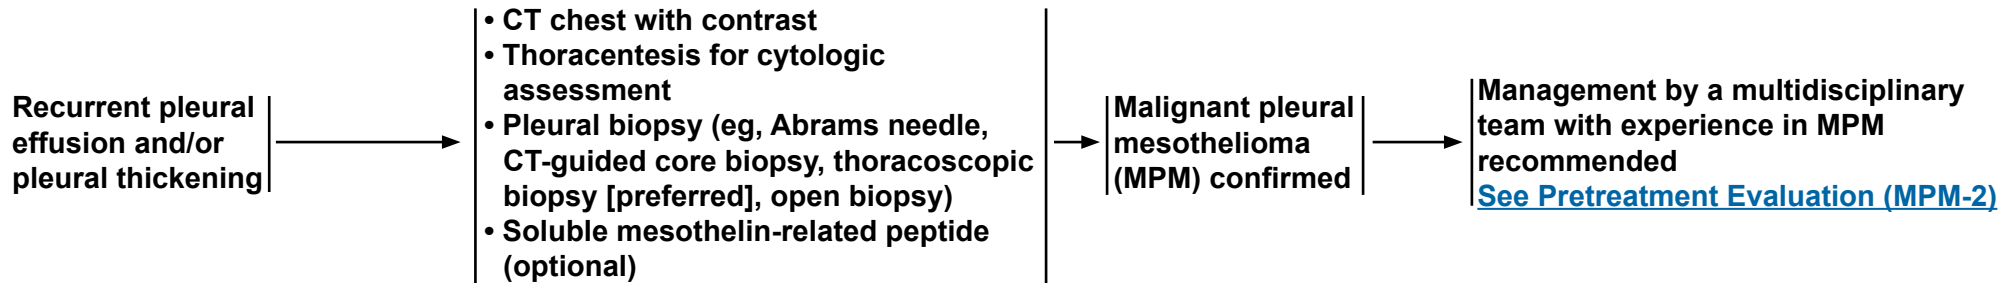 Recurrent pleural
effusion and/or
pleural thickening
• CT chest with contrast
• Thoracentesis for cytologic
assessment
• Pleural biopsy (eg, Abrams needle,
CT-guided core biopsy, thoracoscopic
biopsy [preferred], open biopsy)
• Soluble mesothelin-related peptide
(optional)
Malignant pleural
mesothelioma
(MPM) confirmed
Management by a multidisciplinary
team with experience in MPM
recommended
See Pretreatment Evaluation (MPM-2)